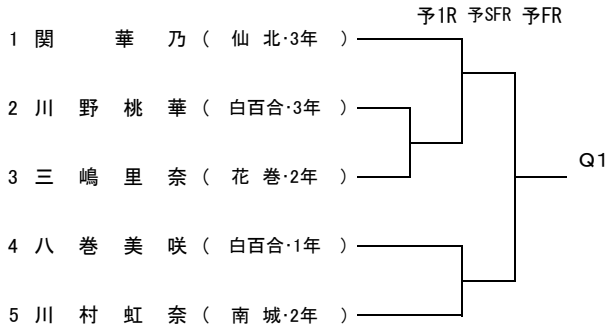 予1R 予SFR 予FR
1 関 華 乃 ( 仙 北・3年 )
2 川 野 桃 華 ( 白百合・3年 )
3 三 嶋 里 奈 ( 花 巻・2年 )
Q1
4 八 巻 美 咲 ( 白百合・1年 )
5 川 村 虹 奈 ( 南 城・2年 )